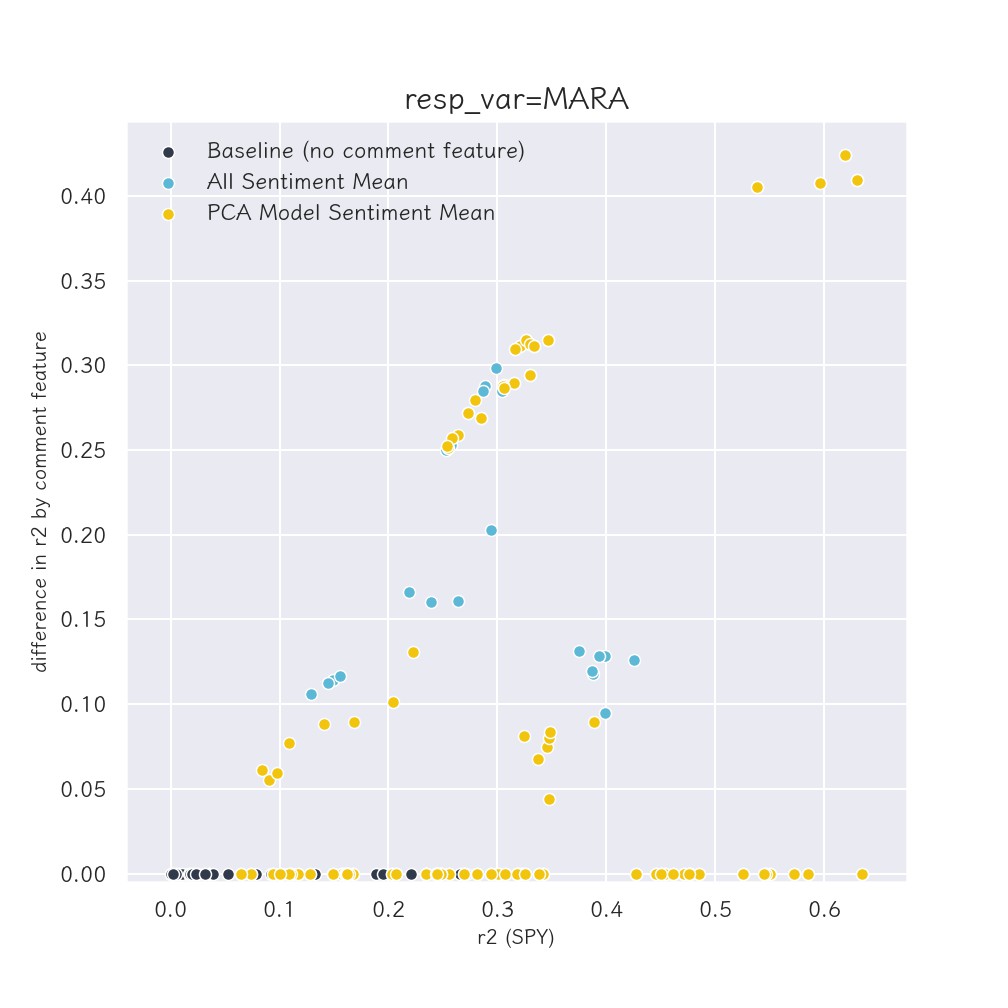 resp_var=MARA
Baseline (no comment feature)
All Sentiment Mean
PCA Model Sentiment Mean
difference in r2 by comment feature
0.40
0.35
0.30
0.25
0.20
0.15
0.10
0.05
0.00
0.0 0.1 0.2 0.3 0.4 0.5 0.6
r2 (SPY)